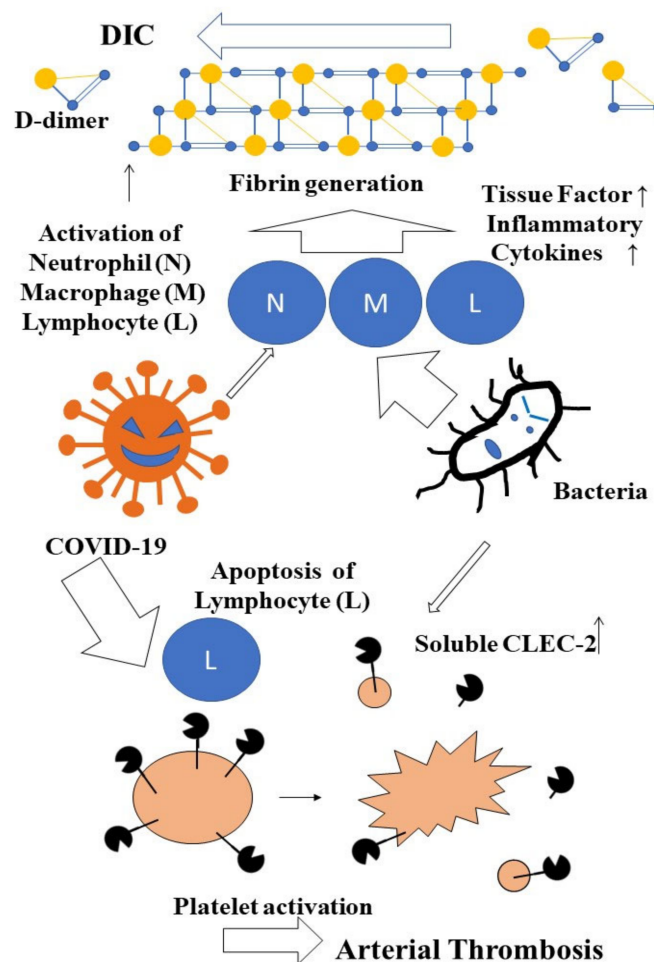 DIC
D-dimer
Fibrin generation
Tissue Factor ↑
Inflammatory
Cytokines ↑
Activation of
Neutrophil (N)
Macrophage (M)
Lymphocyte (L)
N
M
L
COVID-19
Bacteria
Apoptosis of
Lymphocyte (L)
L
Soluble CLEC-2
Platelet activation
Arterial Thrombosis